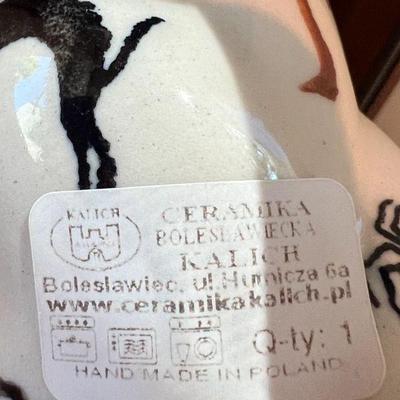 KALICH
CERAMIKA
BOLESŁAWIECKA
KALICH
Bolesławiec, ul.Hutnicza 6a
www.ceramikakalich.pl
Q-ty: 1
HAND MADE IN POLAND